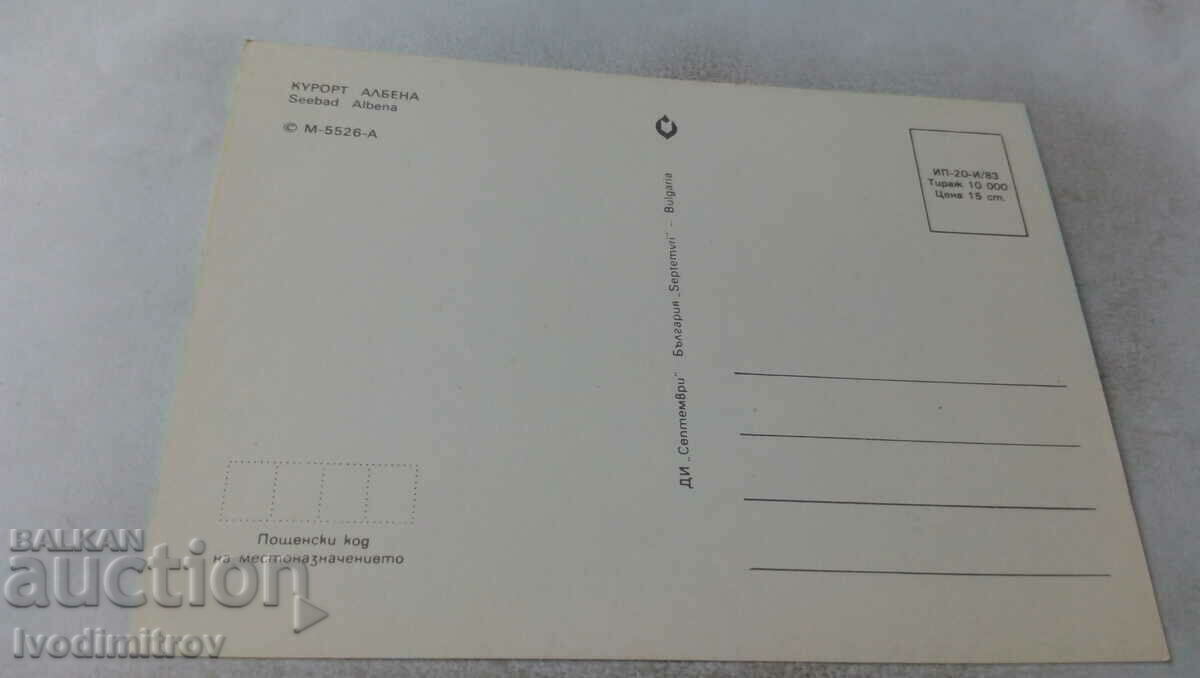 КУРОРТ АЛБЕНА
Seebad Albena
© М-5526-А
ДИ „Септември" България „Septemvri" - Bulgaria
ИП-20-И/83
Тираж 10 000
Цена 15 ст.
Пощенски код
на местоназначението
BALKAN
auction
Ivodimitrov